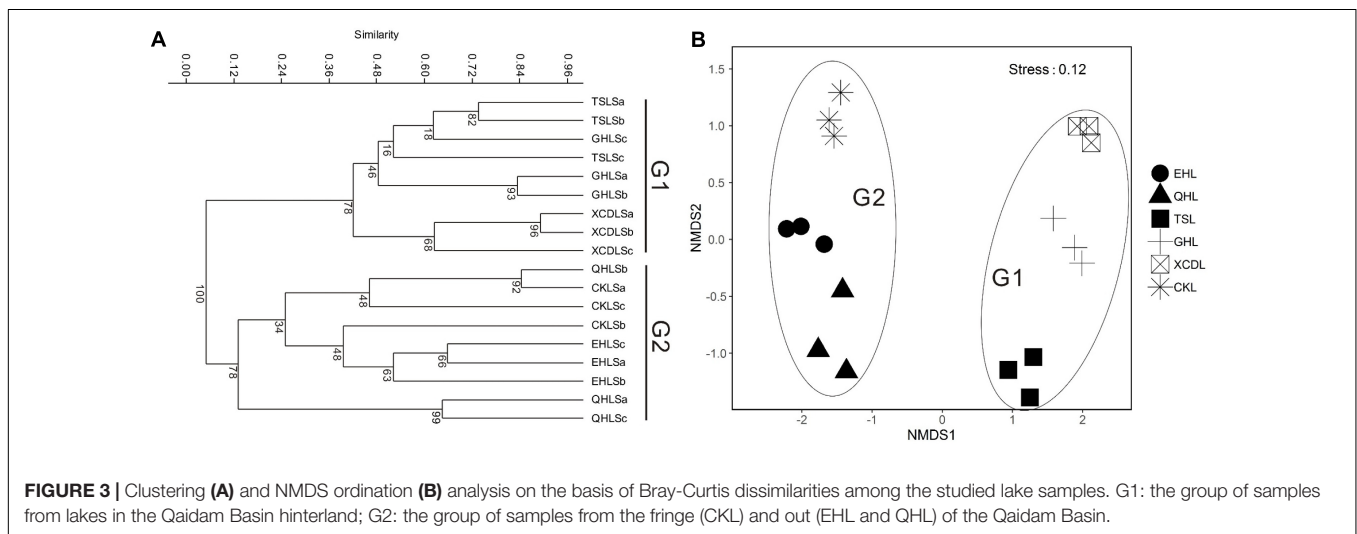 A
Similarity
0.00 0.12 0.24 0.36 0.48 0.60 0.72 0.84 0.96
TSLSa
TSLSb
GHLSc
TSLSc
GHLSa
GHLSb
XCDLSa
XCDLSb
XCDLSc
QHLSb
CKLSa
CKLSc
CKLSb
EHLSc
EHLSa
EHLSb
QHLSa
QHLSc
82
18
16
46
93
78
96
68
100
92
48
34
48
66
63
78
99
G1
G2
B
Stress: 0.12
1.5
1.0
0.5
0.0
-0.5
-1.0
NMDS2
G2
G1
-2 -1 0 1 2
NMDS1
EHL
QHL
TSL
GHL
XCDL
CKL
FIGURE 3 | Clustering (A) and NMDS ordination (B) analysis on the basis of Bray-Curtis dissimilarities among the studied lake samples. G1: the group of samples
from lakes in the Qaidam Basin hinterland; G2: the group of samples from the fringe (CKL) and out (EHL and QHL) of the Qaidam Basin.